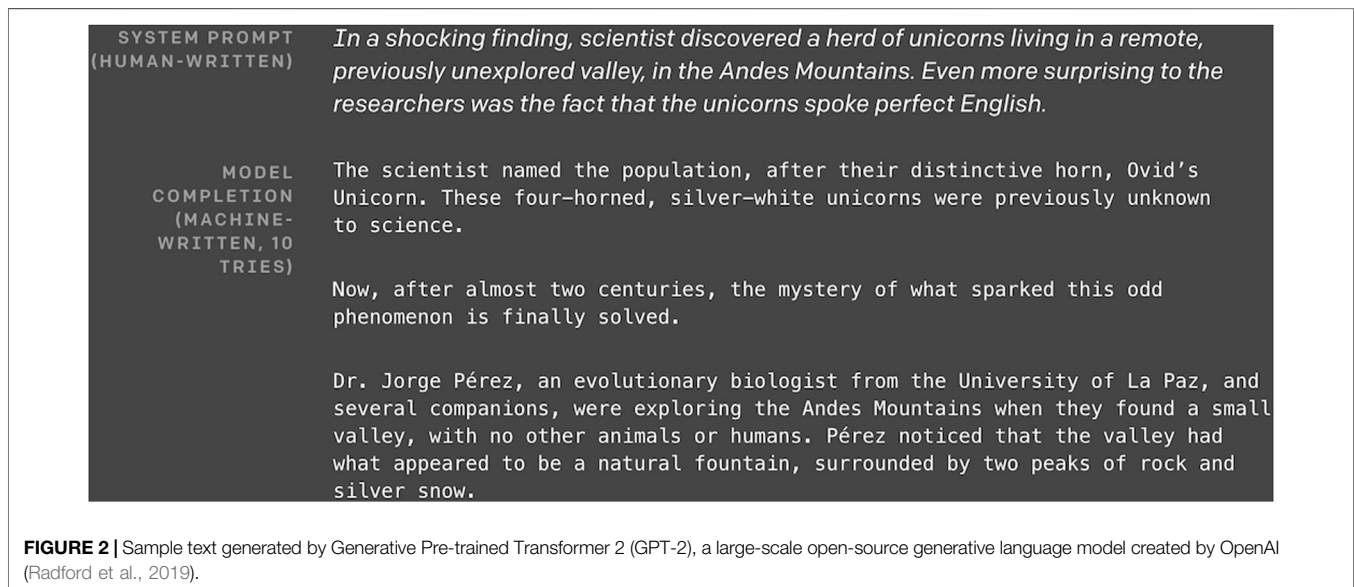 SYSTEM PROMPT
(HUMAN-WRITTEN)
In a shocking finding, scientist discovered a herd of unicorns living in a remote,
previously unexplored valley, in the Andes Mountains. Even more surprising to the
researchers was the fact that the unicorns spoke perfect English.
MODEL
COMPLETION
(MACHINE-
WRITTEN, 10
TRIES)
The scientist named the population, after their distinctive horn, Ovid’s
Unicorn. These four-horned, silver-white unicorns were previously unknown
to science.
Now, after almost two centuries, the mystery of what sparked this odd
phenomenon is finally solved.
Dr. Jorge Pérez, an evolutionary biologist from the University of La Paz, and
several companions, were exploring the Andes Mountains when they found a small
valley, with no other animals or humans. Pérez noticed that the valley had
what appeared to be a natural fountain, surrounded by two peaks of rock and
silver snow.
FIGURE 2 | Sample text generated by Generative Pre-trained Transformer 2 (GPT-2), a large-scale open-source generative language model created by OpenAI
(Radford et al., 2019).